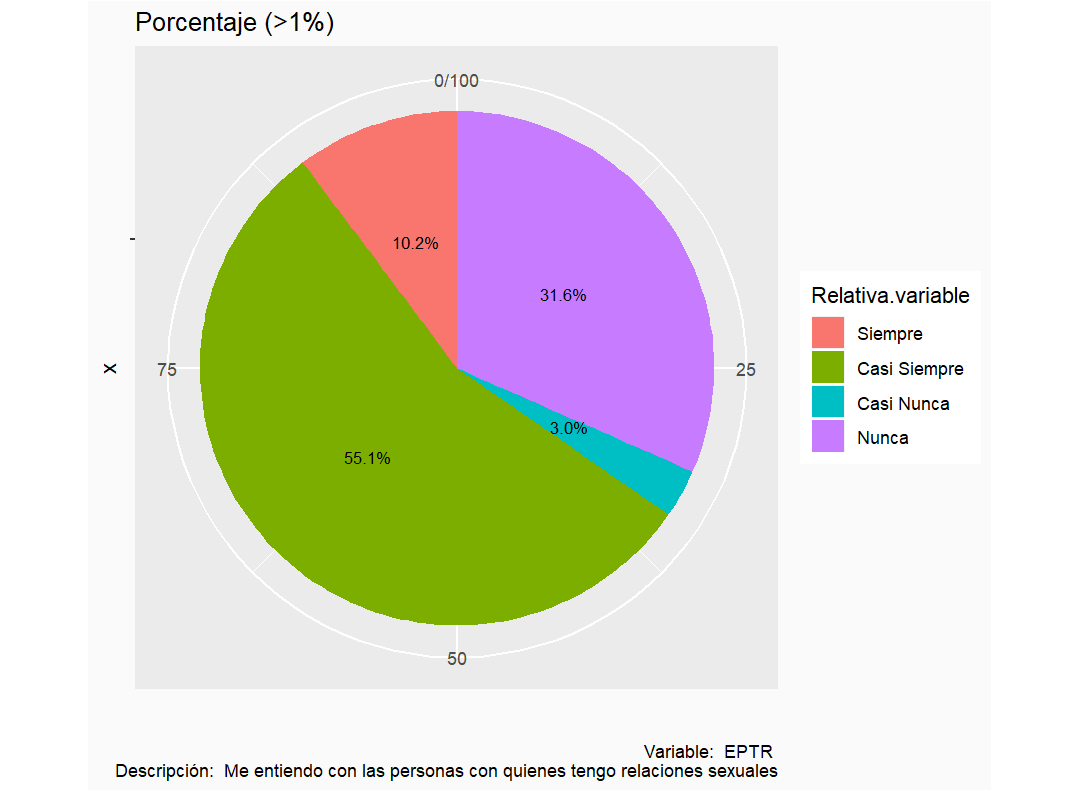 Porcentaje (>1%)
0/100
10.2%
31.6%
x
75
25
3.0%
55.1%
50
Relativa.variable
Siempre
Casi Siempre
Casi Nunca
Nunca
Variable:  EPTR
Descripción:  Me entiendo con las personas con quienes tengo relaciones sexuales